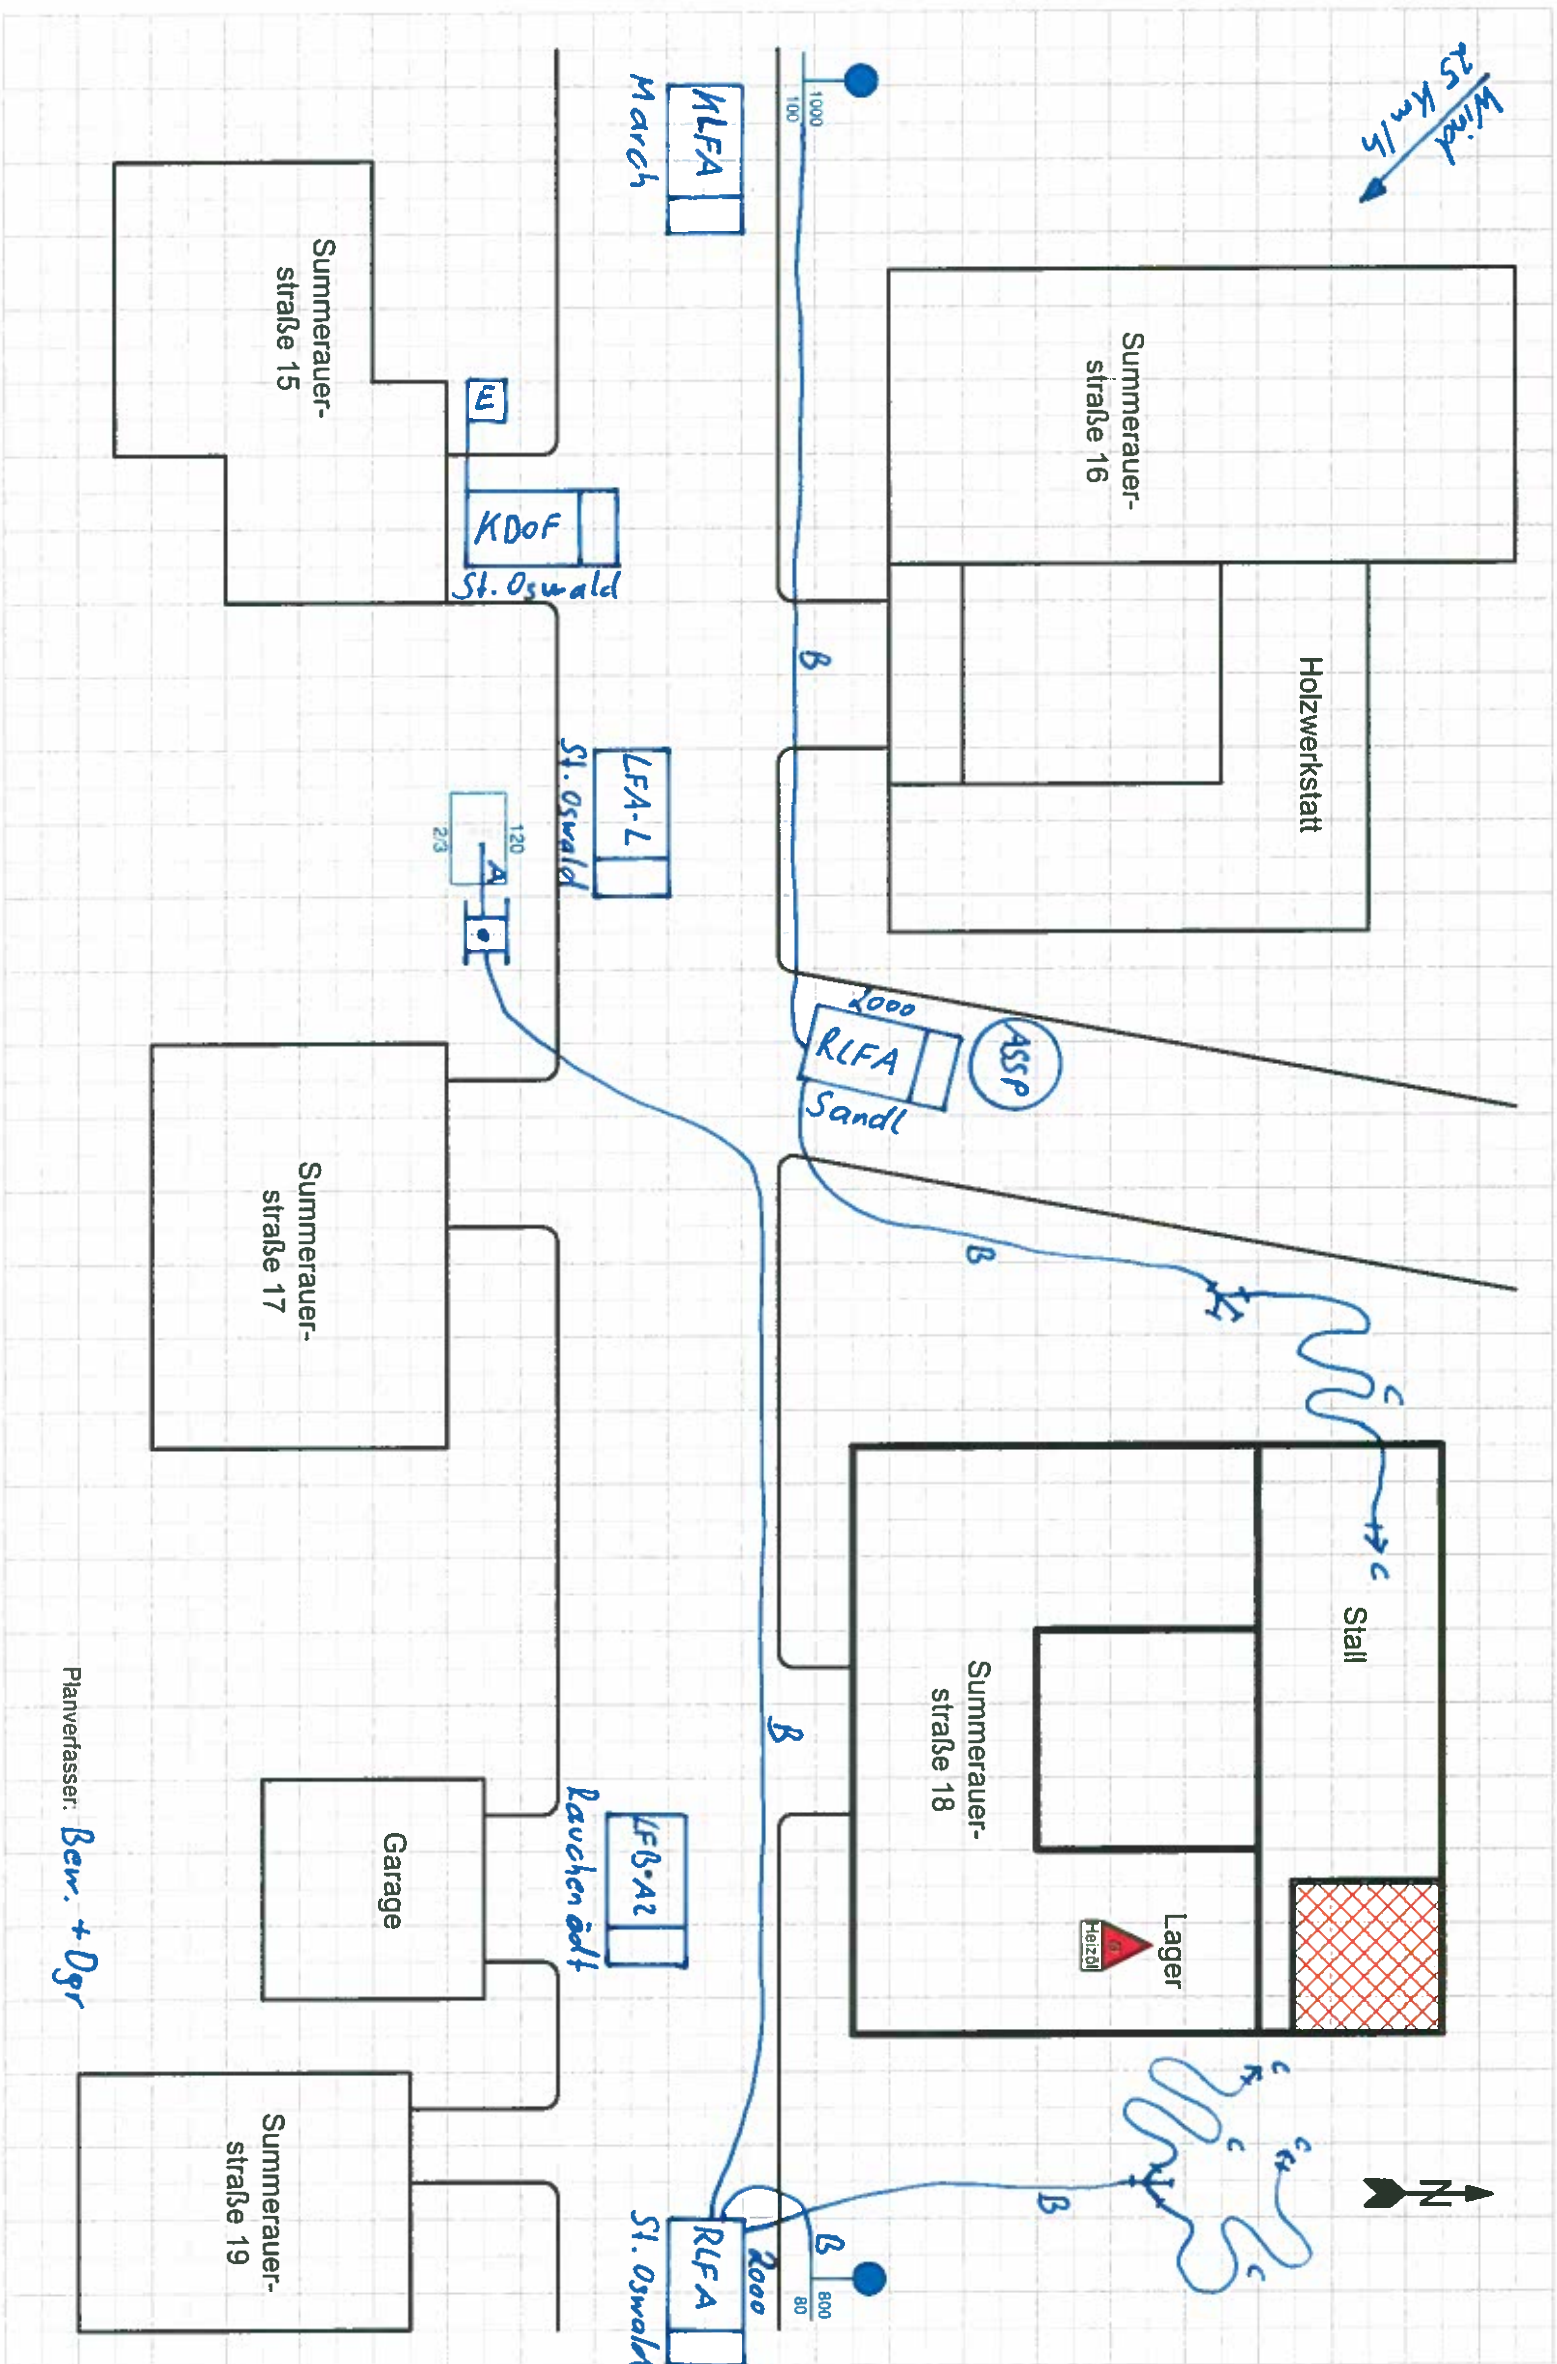 Wind
25 Km/h
N
1000
100
KLFA
March
Summerauer-
straße 16
Holzwerkstatt
Summerauer-
straße 15
E
KDOF
St. Oswald
B
LFA-L
St. Oswald
120
2/3
A
2000
RLFA
Sandl
ASSP
B
C
C
Stall
Summerauer-
straße 17
Summerauer-
straße 18
Lager
Heizöl
B
LFB-A2
Rauchenödt
Garage
Summerauer-
straße 19
C
C
C
C
B
B
800
80
RLFA
2000
St. Oswald
Planverfasser: Bew. + Dgr